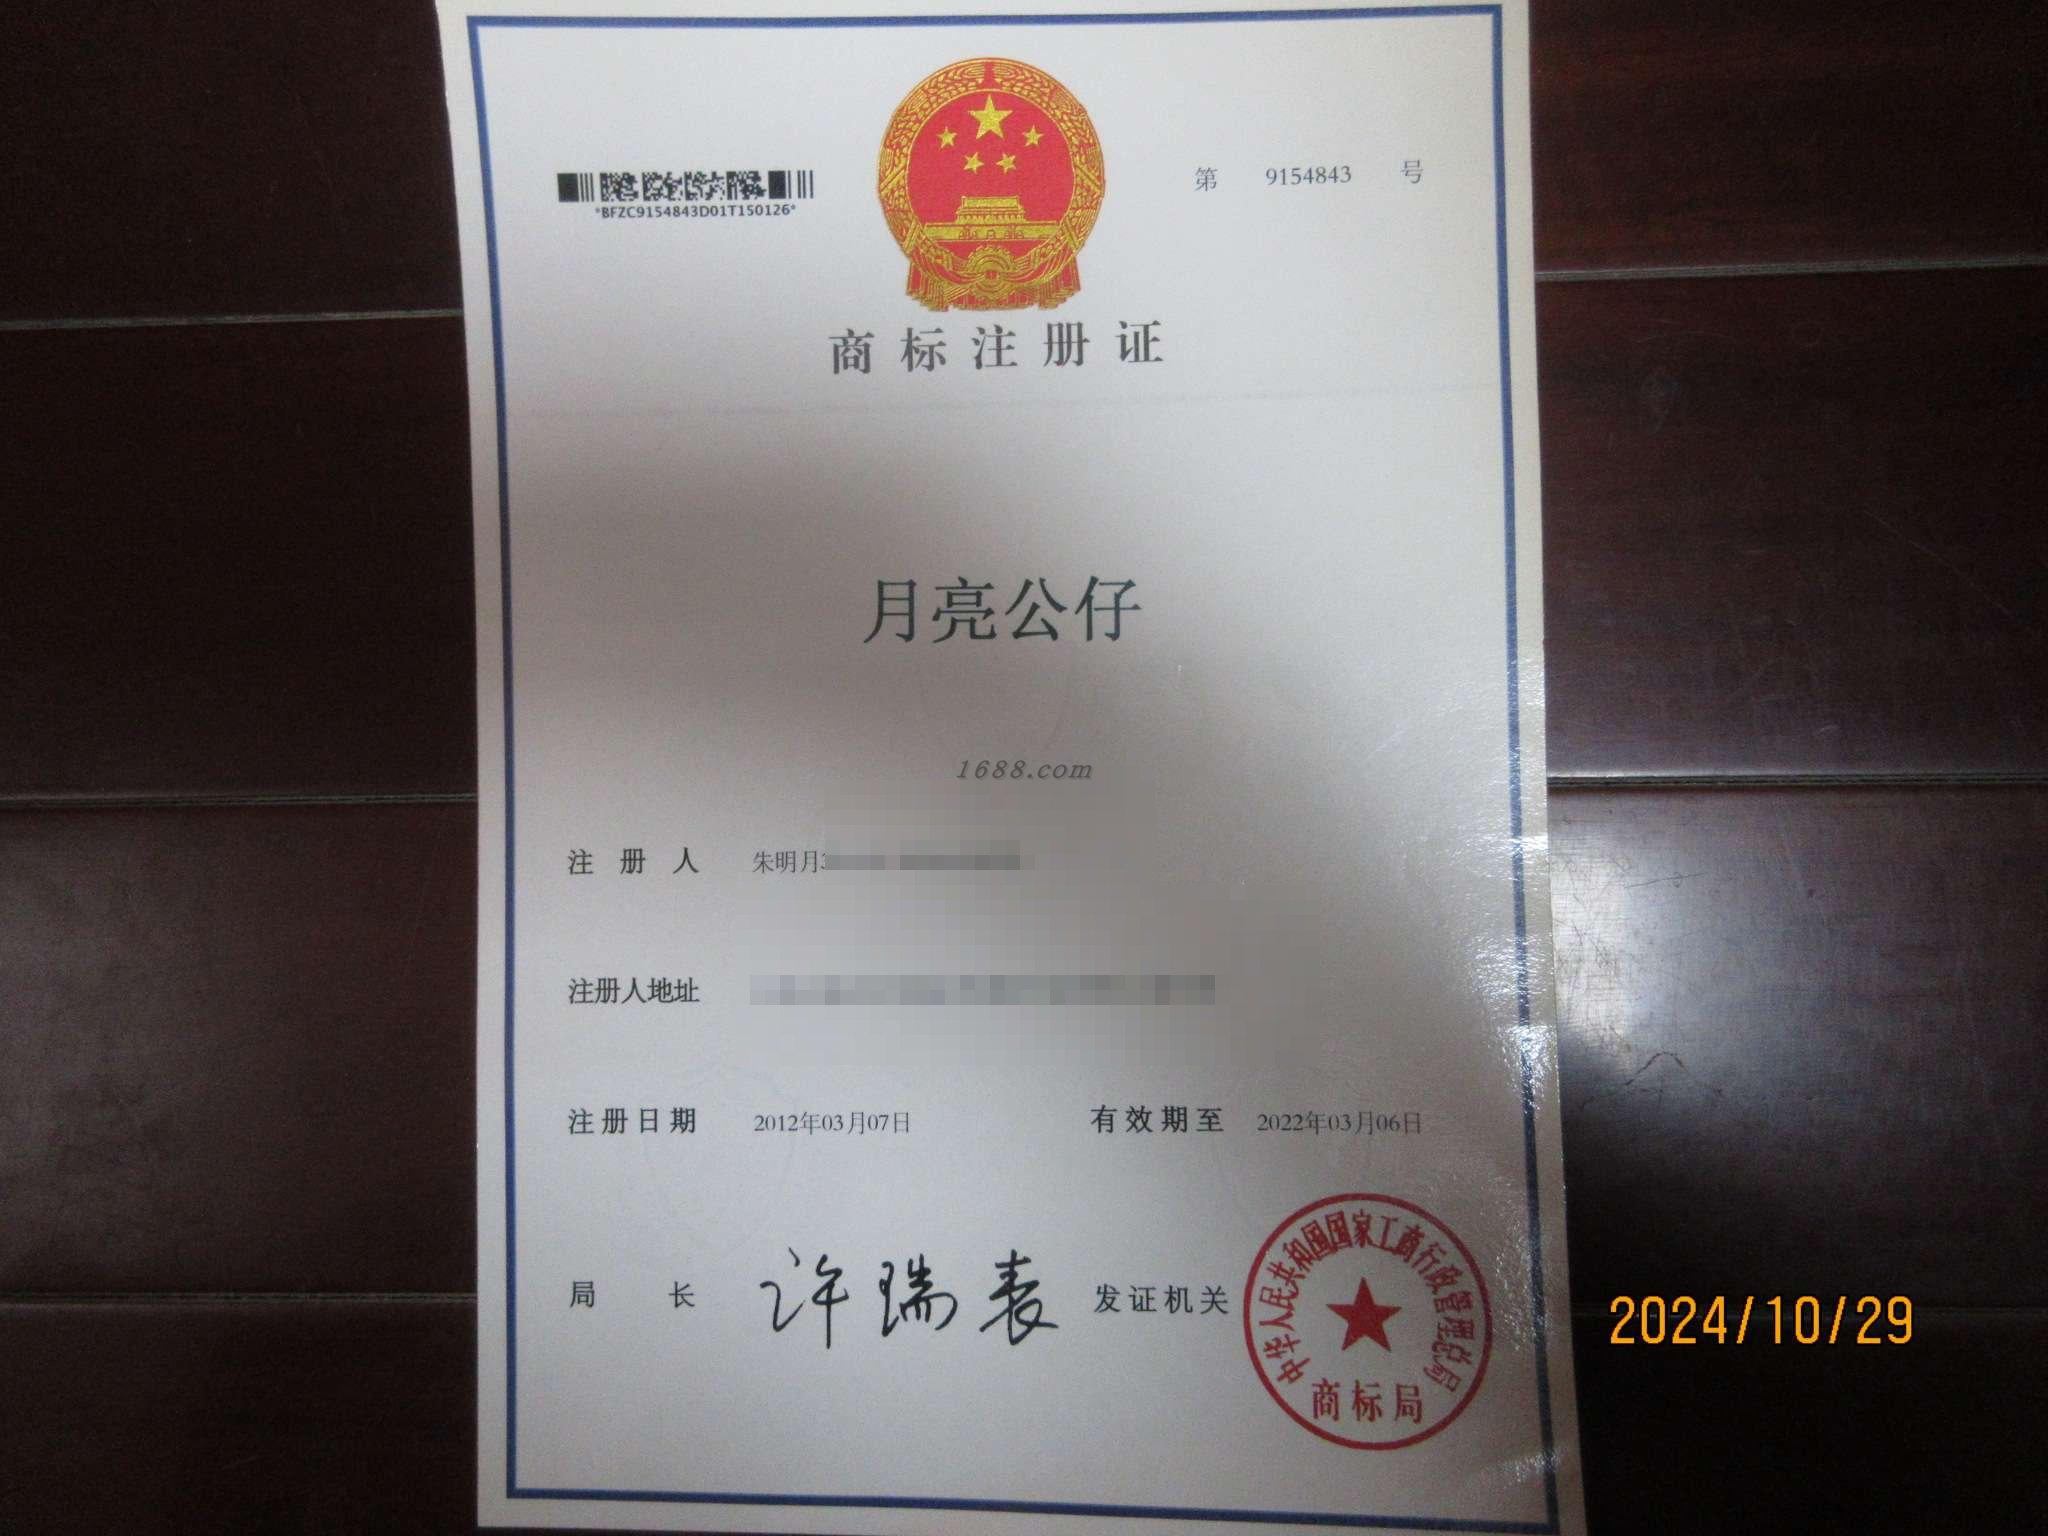 *BFZC9154843D01T150126*
第 9154843 号
商标注册证
月亮公仔
1688.com
注册人 朱明月
注册人地址
注册日期 2012年03月07日 有效期至 2022年03月06日
局长 许瑞表 发证机关
中华人民共和国国家工商行政管理总局
商标局
2024/10/29